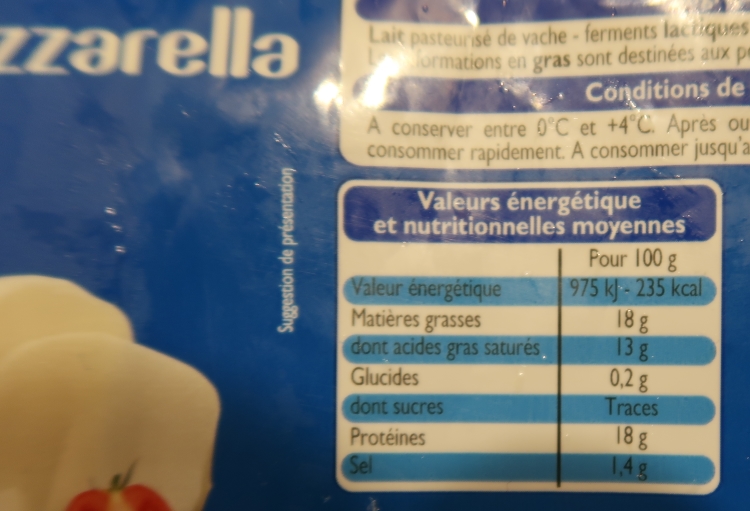 zzarella
Lait pasteurisé de vache - ferments lactiques
formations en gras sont destinées aux
Conditions de
A conserver entre 0°C et +4°C. Après ou
consommer rapidement. A consommer jusqu'a
Suggestion de présentation
Valeurs énergétique
et nutritionnelles moyennes
Pour 100 g
Valeur énergétique 975 kJ - 235 kcal
Matières grasses 18 g
dont acides gras saturés 13 g
Glucides 0,2 g
dont sucres Traces
Protéines 18 g
Sel 1,4 g